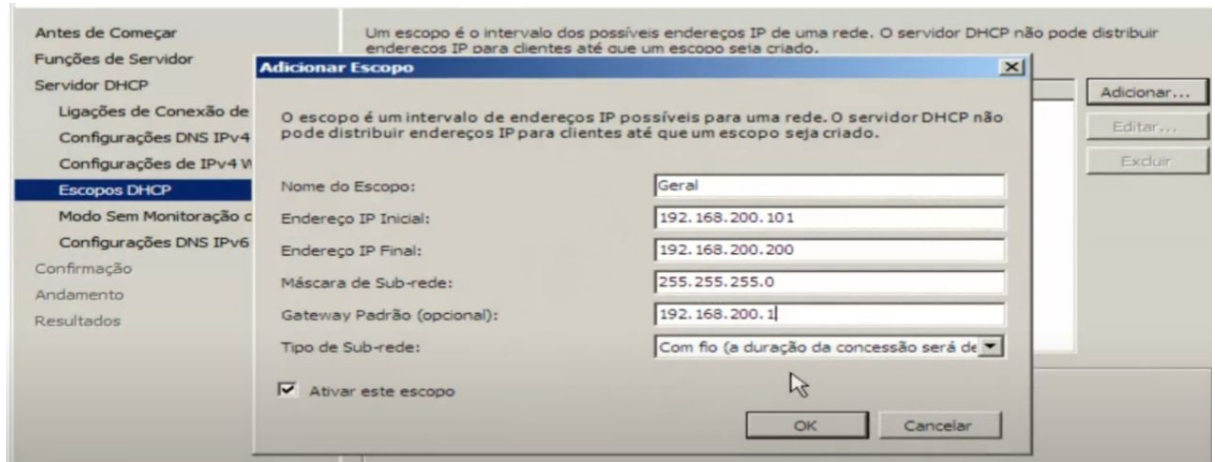 Antes de Começar
Funções de Servidor
Servidor DHCP
Ligações de Conexão de
Configurações DNS IPv4
Configurações de IPv4 W
Escopos DHCP
Modo Sem Monitoração d
Configurações DNS IPv6
Confirmação
Andamento
Resultados
Um escopo é o intervalo dos possíveis endereços IP de uma rede. O servidor DHCP não pode distribuir
endereços IP para clientes até que um escopo seja criado.
Adicionar...
Editar...
Excluir
Adicionar Escopo
O escopo é um intervalo de endereços IP possíveis para uma rede. O servidor DHCP não
pode distribuir endereços IP para clientes até que um escopo seja criado.
Nome do Escopo: Geral
Endereço IP Inicial: 192.168.200.101
Endereço IP Final: 192.168.200.200
Máscara de Sub-rede: 255.255.255.0
Gateway Padrão (opcional): 192.168.200.1
Tipo de Sub-rede: Com fio (a duração da concessão será de
Ativar este escopo
OK Cancelar